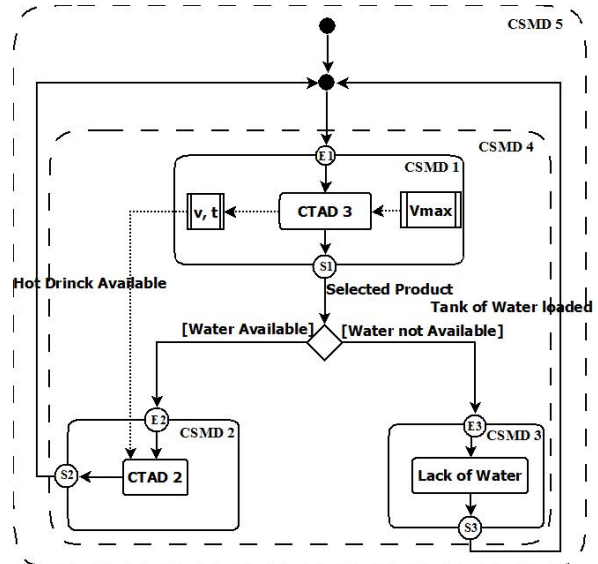 CSMD 5
CSMD 4
E1
CSMD 1
v, t
CTAD 3
Vmax
S1
Hot Drinck Available
Selected Product
Tank of Water loaded
[Water Available]
[Water not Available]
E2
E3
CSMD 2
CSMD 3
S2
CTAD 2
Lack of Water
S3